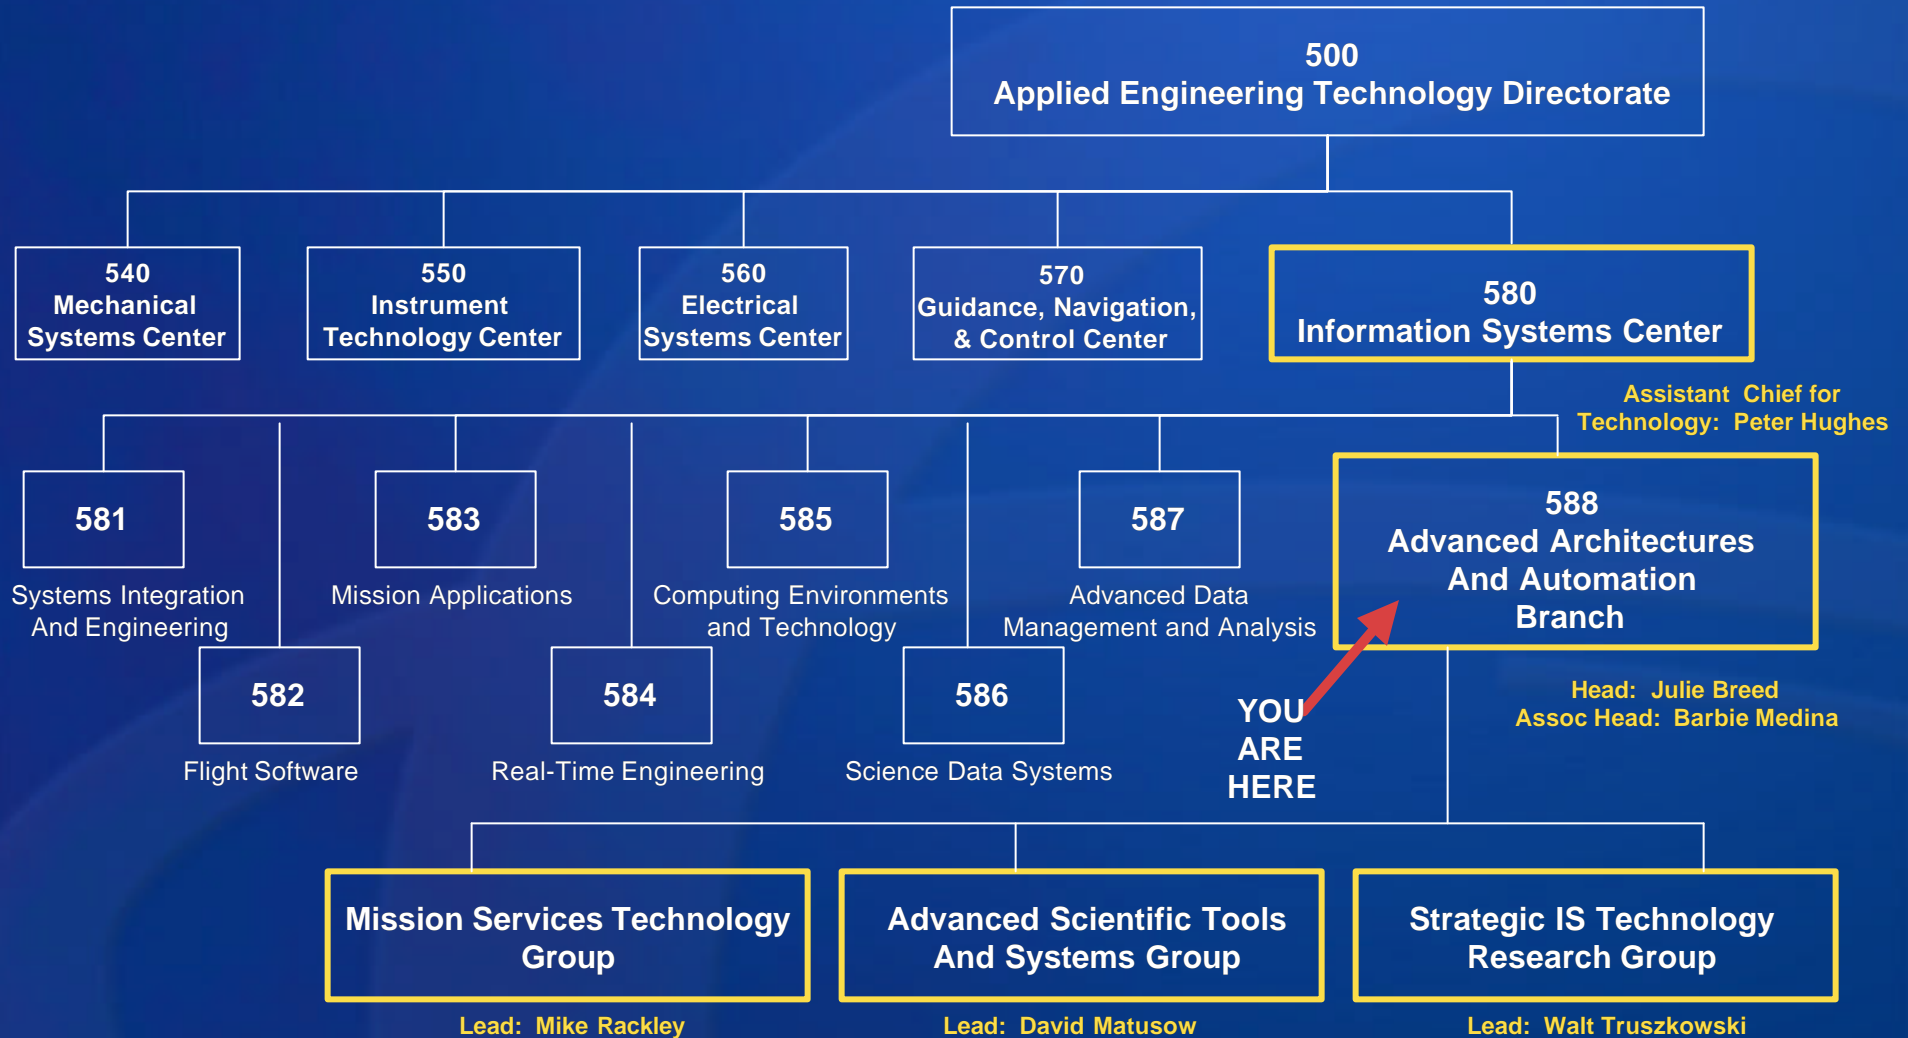 500
Applied Engineering Technology Directorate
540
Mechanical
Systems Center
550
Instrument
Technology Center
560
Electrical
Systems Center
570
Guidance, Navigation,
& Control Center
580
Information Systems Center
Assistant Chief for
Technology: Peter Hughes
581
Systems Integration
And Engineering
583
Mission Applications
585
Computing Environments
and Technology
587
Advanced Data
Management and Analysis
588
Advanced Architectures
And Automation
Branch
Head: Julie Breed
Assoc Head: Barbie Medina
582
Flight Software
584
Real-Time Engineering
586
Science Data Systems
YOU
ARE
HERE
Mission Services Technology
Group
Lead: Mike Rackley
Advanced Scientific Tools
And Systems Group
Lead: David Matusow
Strategic IS Technology
Research Group
Lead: Walt Truszkowski